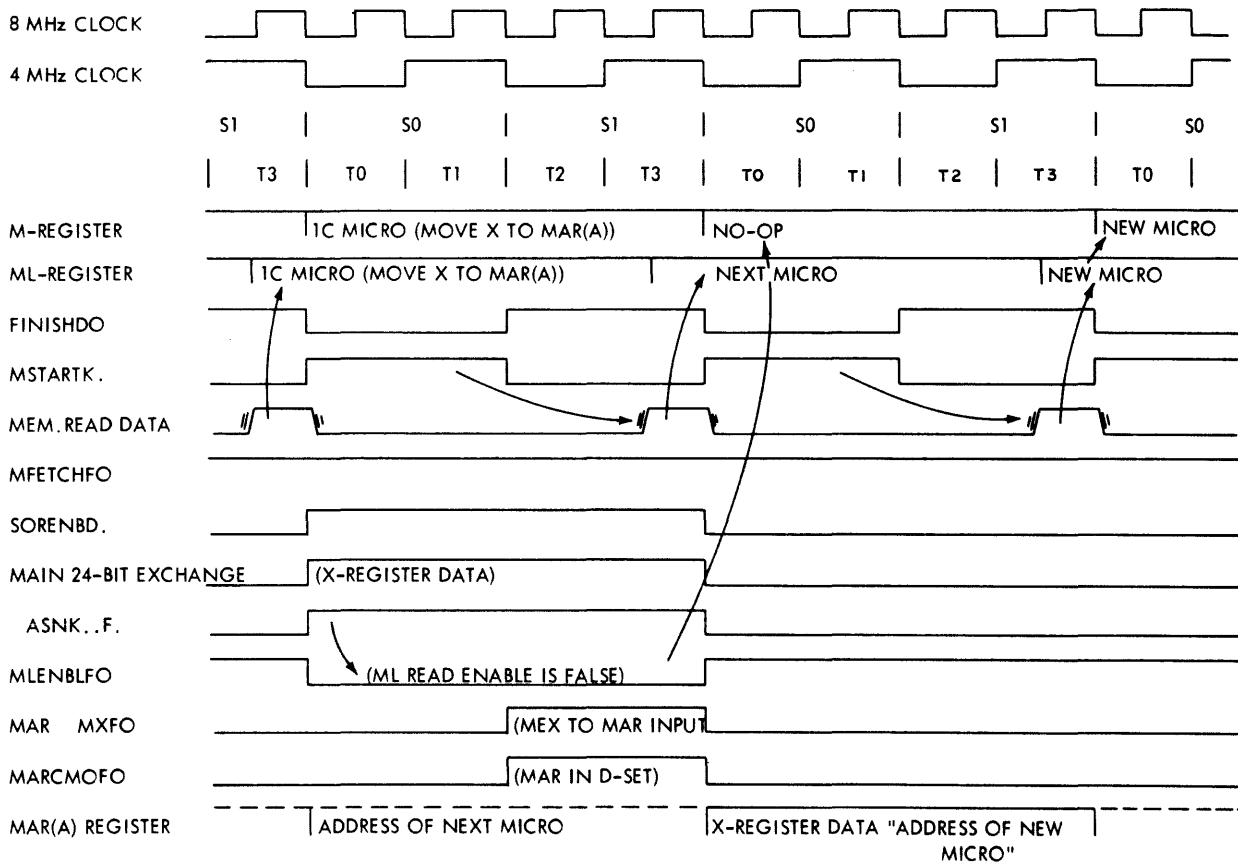 8 MHz CLOCK
4 MHz CLOCK
S1 S0 S1 S0 S1 S0
T3 T0 T1 T2 T3 T0 T1 T2 T3 T0
M-REGISTER 1C MICRO (MOVE X TO MAR(A)) NO-OP NEW MICRO
ML-REGISTER 1C MICRO (MOVE X TO MAR(A)) NEXT MICRO NEW MICRO
FINISHDO
MSTARTK.
MEM. READ DATA
MFETCHFO
SORENBD.
MAIN 24-BIT EXCHANGE (X-REGISTER DATA)
ASNK..F.
MLENBLFO (ML READ ENABLE IS FALSE)
MAR MXFO (MEX TO MAR INPUT
MARCMOFO (MAR IN D-SET)
MAR(A) REGISTER ADDRESS OF NEXT MICRO X-REGISTER DATA "ADDRESS OF NEW
MICRO"